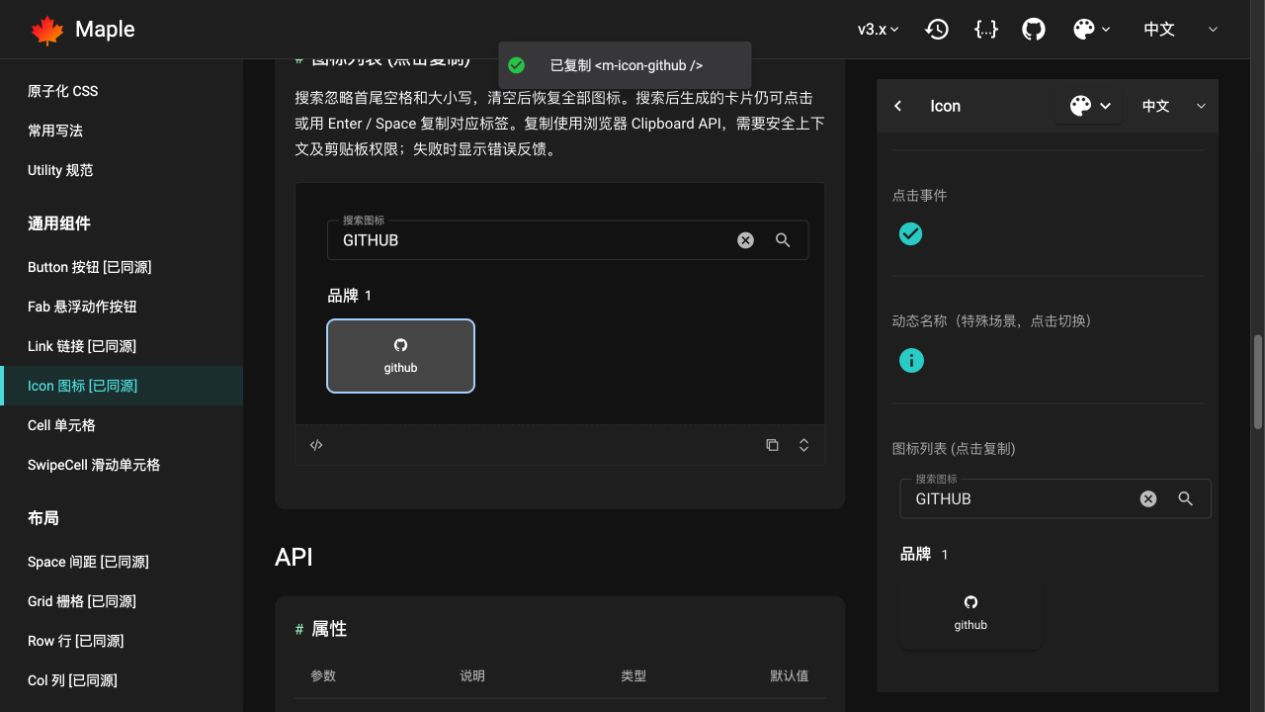 Maple
v3.x
{...}
中文
已复制 <m-icon-github />
原子化 CSS
常用写法
Utility 规范
通用组件
Button 按钮 [已同源]
Fab 悬浮动作按钮
Link 链接 [已同源]
Icon 图标 [已同源]
Cell 单元格
SwipeCell 滑动单元格
布局
Space 间距 [已同源]
Grid 栅格 [已同源]
Row 行 [已同源]
Col 列 [已同源]
# 图标列表 (点击复制)
搜索忽略首尾空格和大小写，清空后恢复全部图标。搜索后生成的卡片仍可点击
或用 Enter / Space 复制对应标签。复制使用浏览器 Clipboard API，需要安全上下
文及剪贴板权限；失败时显示错误反馈。
搜索图标
GITHUB
品牌 1
github
API
# 属性
参数 说明 类型 默认值
Icon
中文
点击事件
动态名称（特殊场景，点击切换）
图标列表 (点击复制)
搜索图标
GITHUB
品牌 1
github